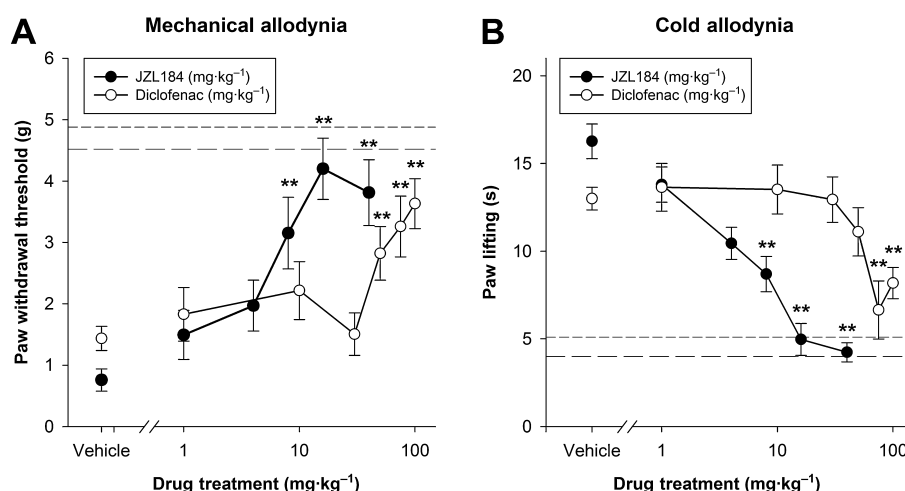 A
Mechanical allodynia
JZL184 (mg·kg⁻¹)
Diclofenac (mg·kg⁻¹)
Paw withdrawal threshold (g)
6
5
4
3
2
1
0
**
**
**
**
**
**
Vehicle
1
10
100
Drug treatment (mg·kg⁻¹)
B
Cold allodynia
JZL184 (mg·kg⁻¹)
Diclofenac (mg·kg⁻¹)
Paw lifting (s)
20
15
10
5
0
**
**
**
**
**
Vehicle
1
10
100
Drug treatment (mg·kg⁻¹)